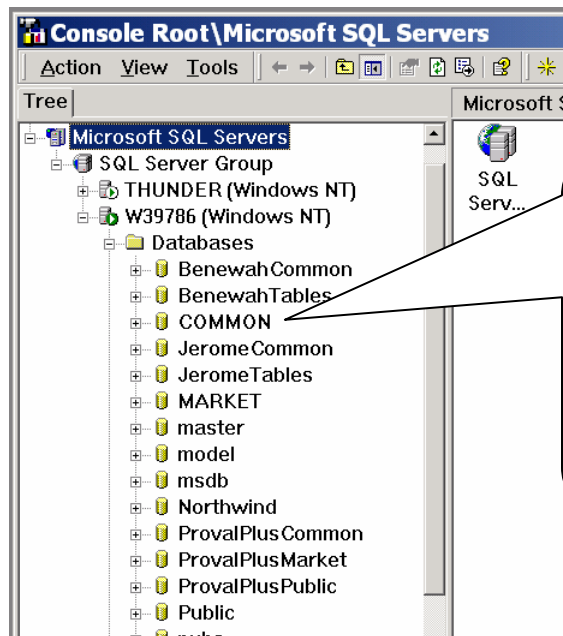 Console Root\Microsoft SQL Servers
Action View Tools
Tree
Microsoft S
Microsoft SQL Servers
SQL Server Group
THUNDER (Windows NT)
W39786 (Windows NT)
Databases
BenewahCommon
BenewahTables
COMMON
JeromeCommon
JeromeTables
MARKET
master
model
msdb
Northwind
ProvalPlusCommon
ProvalPlusMarket
ProvalPlusPublic
Public
SQL
Serv...